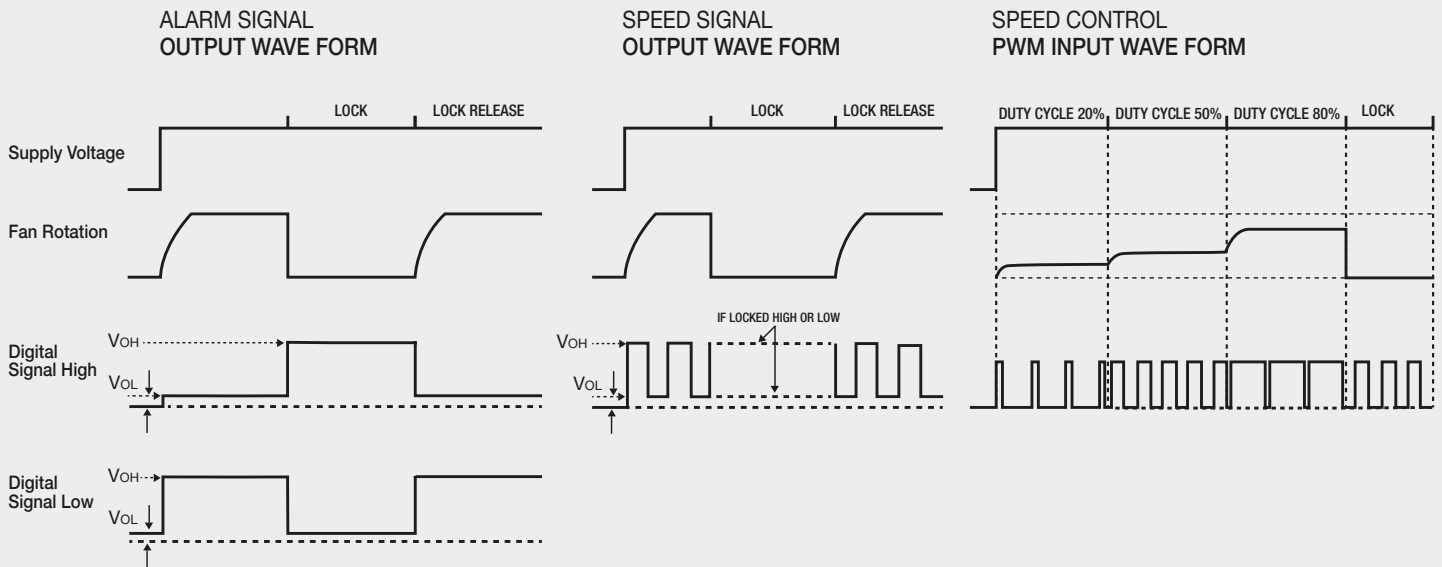 ALARM SIGNAL
OUTPUT WAVE FORM
SPEED SIGNAL
OUTPUT WAVE FORM
SPEED CONTROL
PWM INPUT WAVE FORM
LOCK
LOCK RELEASE
LOCK
LOCK RELEASE
DUTY CYCLE 20%
DUTY CYCLE 50%
DUTY CYCLE 80%
LOCK
Supply Voltage
Fan Rotation
Digital
Signal High
VOH
VOL
VOH
VOL
IF LOCKED HIGH OR LOW
Digital
Signal Low
VOH
VOL